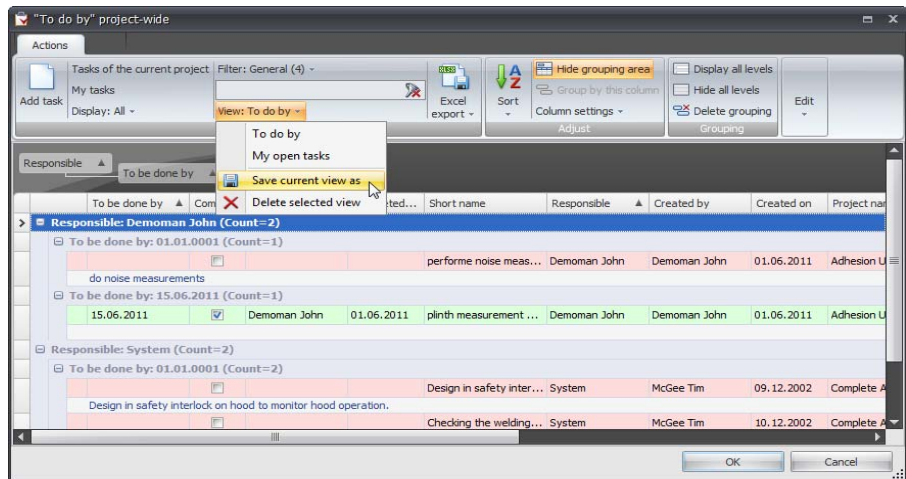 "To do by" project-wide
Actions
Add task
Tasks of the current project
My tasks
Display: All
Filter: General (4)
View: To do by
Excel export
Sort
Hide grouping area
Group by this column
Column settings
Adjust
Display all levels
Hide all levels
Delete grouping
Grouping
Edit
To do by
My open tasks
Save current view as
Delete selected view
Responsible
To be done by
To be done by Com ted... Short name Responsible Created by Created on Project nar
Responsible: Demoman John (Count=2)
To be done by: 01.01.0001 (Count=1)
performe noise meas... Demoman John Demoman John 01.06.2011 Adhesion U
do noise measurements
To be done by: 15.06.2011 (Count=1)
15.06.2011 Demoman John 01.06.2011 plinth measurement ... Demoman John Demoman John 01.06.2011 Adhesion U
Responsible: System (Count=2)
To be done by: 01.01.0001 (Count=2)
Design in safety inter... System McGee Tim 09.12.2002 Complete A
Design in safety interlock on hood to monitor hood operation.
Checking the welding... System McGee Tim 10.12.2002 Complete A
OK Cancel